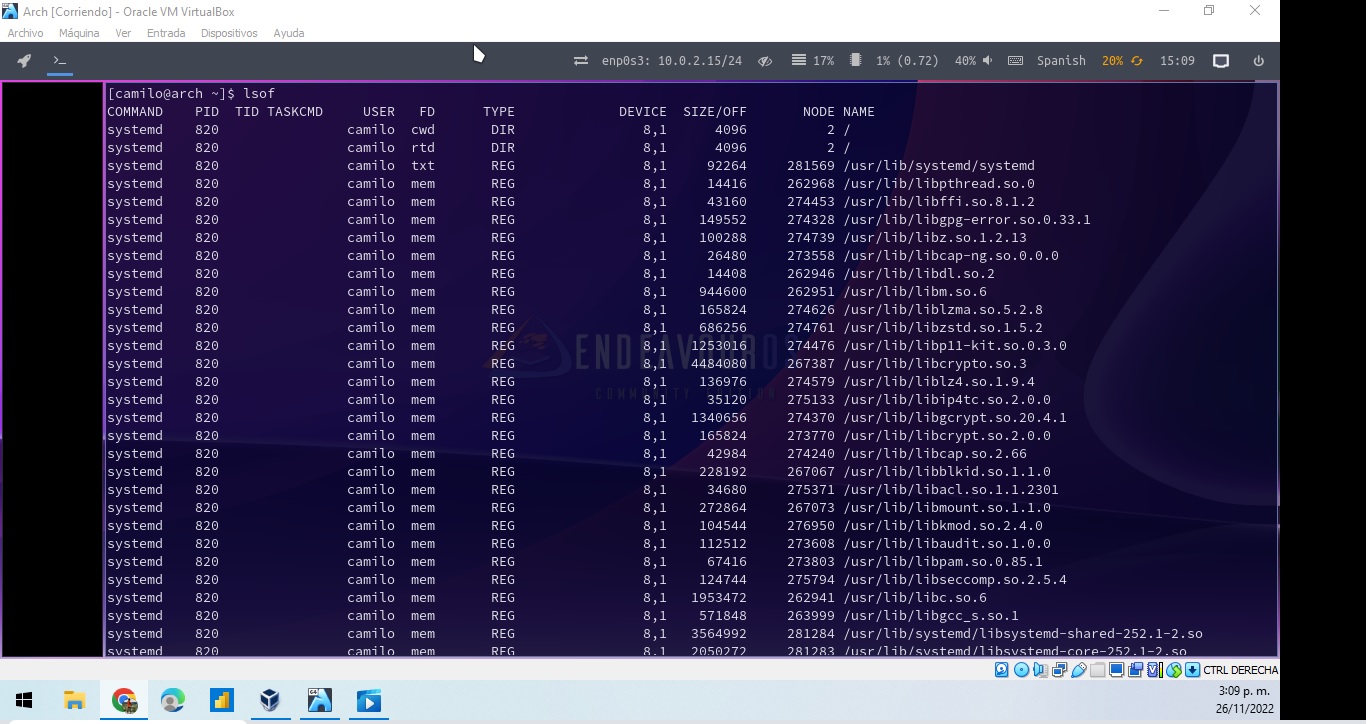 Arch [Corriendo] - Oracle VM VirtualBox
Archivo Máquina Ver Entrada Dispositivos Ayuda
enp0s3: 10.0.2.15/24 17% 1% (0.72) 40% Spanish 20% 15:09
[camilo@arch ~]$ lsof
COMMAND PID TID TASKCMD USER FD TYPE DEVICE SIZE/OFF NODE NAME
systemd 820 camilo cwd DIR 8,1 4096 2 /
systemd 820 camilo rtd DIR 8,1 4096 2 /
systemd 820 camilo txt REG 8,1 92264 281569 /usr/lib/systemd/systemd
systemd 820 camilo mem REG 8,1 14416 262968 /usr/lib/libpthread.so.0
systemd 820 camilo mem REG 8,1 43160 274453 /usr/lib/libffi.so.8.1.2
systemd 820 camilo mem REG 8,1 149552 274328 /usr/lib/libgpg-error.so.0.33.1
systemd 820 camilo mem REG 8,1 100288 274739 /usr/lib/libz.so.1.2.13
systemd 820 camilo mem REG 8,1 26480 273558 /usr/lib/libcap-ng.so.0.0.0
systemd 820 camilo mem REG 8,1 14408 262946 /usr/lib/libdl.so.2
systemd 820 camilo mem REG 8,1 944600 262951 /usr/lib/libm.so.6
systemd 820 camilo mem REG 8,1 165824 274626 /usr/lib/liblzma.so.5.2.8
systemd 820 camilo mem REG 8,1 686256 274761 /usr/lib/libzstd.so.1.5.2
systemd 820 camilo mem REG 8,1 1253016 274476 /usr/lib/libp11-kit.so.0.3.0
systemd 820 camilo mem REG 8,1 4484080 267387 /usr/lib/libcrypto.so.3
systemd 820 camilo mem REG 8,1 136976 274579 /usr/lib/liblz4.so.1.9.4
systemd 820 camilo mem REG 8,1 35120 275133 /usr/lib/libip4tc.so.2.0.0
systemd 820 camilo mem REG 8,1 1340656 274370 /usr/lib/libgcrypt.so.20.4.1
systemd 820 camilo mem REG 8,1 165824 273770 /usr/lib/libcrypt.so.2.0.0
systemd 820 camilo mem REG 8,1 42984 274240 /usr/lib/libcap.so.2.66
systemd 820 camilo mem REG 8,1 228192 267067 /usr/lib/libblkid.so.1.1.0
systemd 820 camilo mem REG 8,1 34680 275371 /usr/lib/libacl.so.1.1.2301
systemd 820 camilo mem REG 8,1 272864 267073 /usr/lib/libmount.so.1.1.0
systemd 820 camilo mem REG 8,1 104544 276950 /usr/lib/libkmod.so.2.4.0
systemd 820 camilo mem REG 8,1 112512 273608 /usr/lib/libaudit.so.1.0.0
systemd 820 camilo mem REG 8,1 67416 273803 /usr/lib/libpam.so.0.85.1
systemd 820 camilo mem REG 8,1 124744 275794 /usr/lib/libseccomp.so.2.5.4
systemd 820 camilo mem REG 8,1 1953472 262941 /usr/lib/libc.so.6
systemd 820 camilo mem REG 8,1 571848 263999 /usr/lib/libgcc_s.so.1
systemd 820 camilo mem REG 8,1 3564992 281284 /usr/lib/systemd/libsystemd-shared-252.1-2.so
systemd 820 camilo mem REG 8,1 2050272 281283 /usr/lib/systemd/libsystemd-core-252.1-2.so
ENDEAVOUROS
COMMUNITY EDITION
CTRL DERECHA
3:09 p. m.
26/11/2022